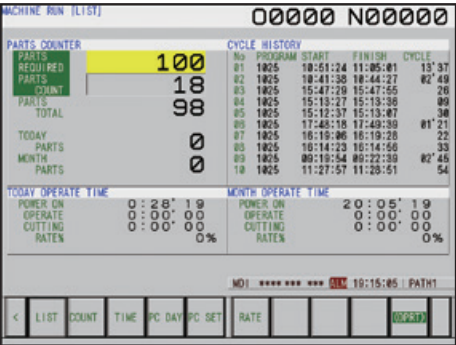 MACHINE RUN [LIST]
O0000 N00000
PARTS COUNTER
PARTS REQUIRED 100
PARTS COUNT 18
PARTS TOTAL 98
TODAY PARTS 0
MONTH PARTS 0
CYCLE HISTORY
No PROGRAM START FINISH CYCLE
01 1025 10:51:24 11:05:01 13'37
02 1025 10:41:38 10:44:27 02'49
03 1025 15:47:29 15:47:55 26
04 1025 15:13:27 15:13:36 09
05 1025 15:12:37 15:13:07 30
06 1025 17:48:18 17:49:39 01'21
07 1025 16:19:06 16:19:28 22
08 1025 16:14:23 16:14:56 33
09 1025 09:19:54 09:22:39 02'45
10 1025 11:27:57 11:28:51 54
TODAY OPERATE TIME
POWER ON 0:28'19
OPERATE 0:00'00
CUTTING 0:00'00
RATE% 0%
MONTH OPERATE TIME
POWER ON 20:05'19
OPERATE 0:00'00
CUTTING 0:00'00
RATE% 0%
MDI **** *** *** ALM 19:15:05 PATH1
< LIST COUNT TIME PC DAY PC SET RATE (OPRT)